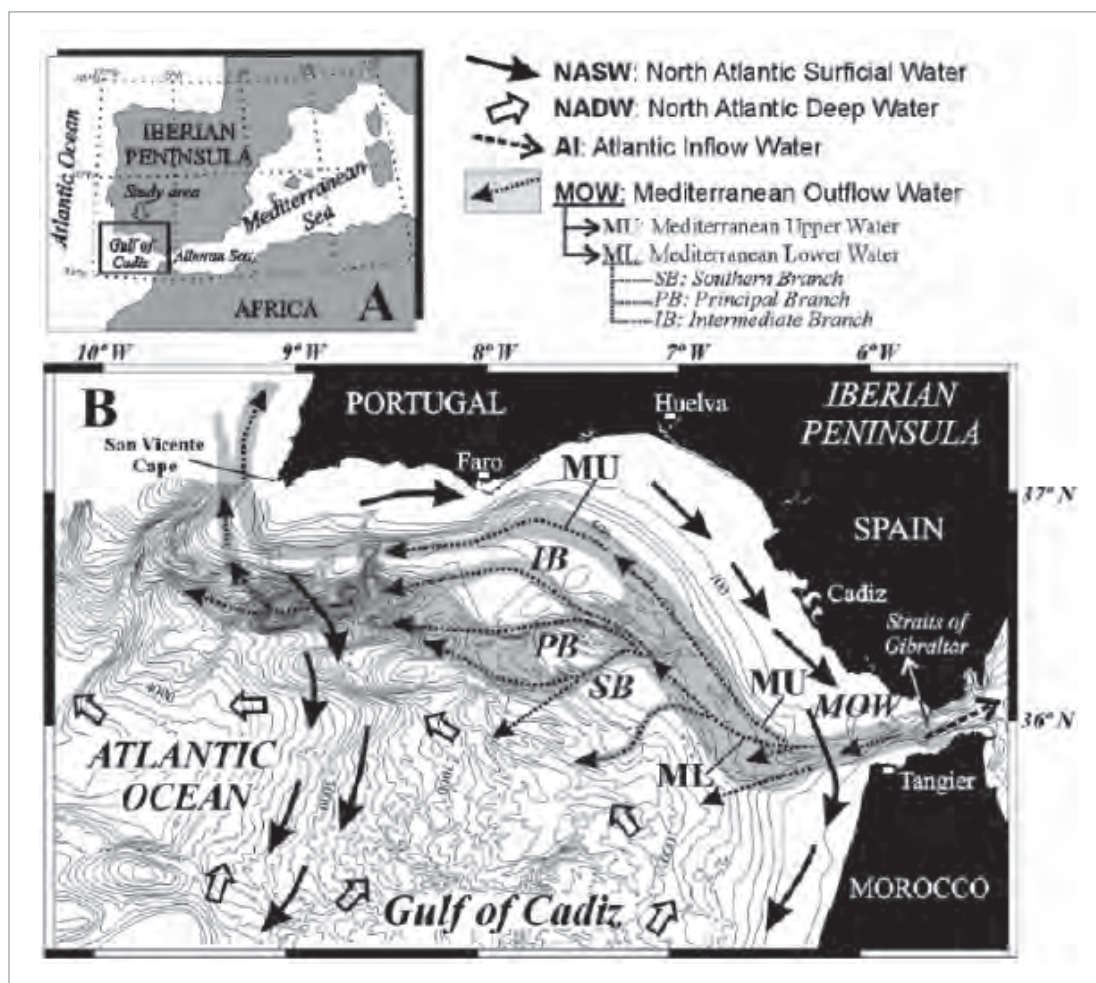 Atlantic Ocean
IBERIAN
PENINSULA
Study area
Gulf of
Cadiz
Alboran Sea
Mediterranean
Sea
AFRICA
A
NASW: North Atlantic Surficial Water
NADW: North Atlantic Deep Water
AI: Atlantic Inflow Water
MOW: Mediterranean Outflow Water
MU: Mediterranean Upper Water
ML: Mediterranean Lower Water
SB: Southern Branch
PB: Principal Branch
IB: Intermediate Branch
10° W
9° W
8° W
7° W
6° W
B
PORTUGAL
Huelva
IBERIAN
PENINSULA
San Vicente
Cape
Faro
MU
37° N
SPAIN
IB
100
Cadiz
Straits of
Gibraltar
PB
SB
MU
MOW
36° N
4000
ATLANTIC
OCEAN
ML
Tangier
MOROCCO
Gulf of Cadiz